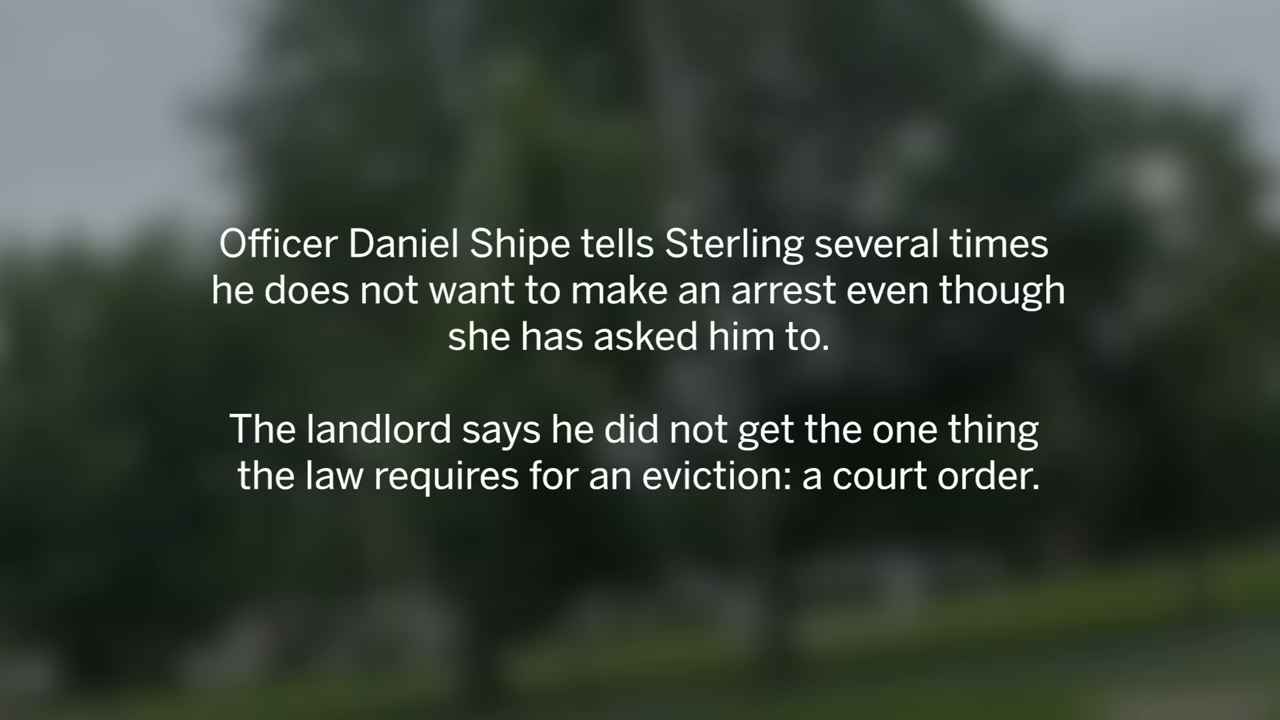 Officer Daniel Shipe tells Sterling several times
he does not want to make an arrest even though
she has asked him to.
The landlord says he did not get the one thing
the law requires for an eviction: a court order.